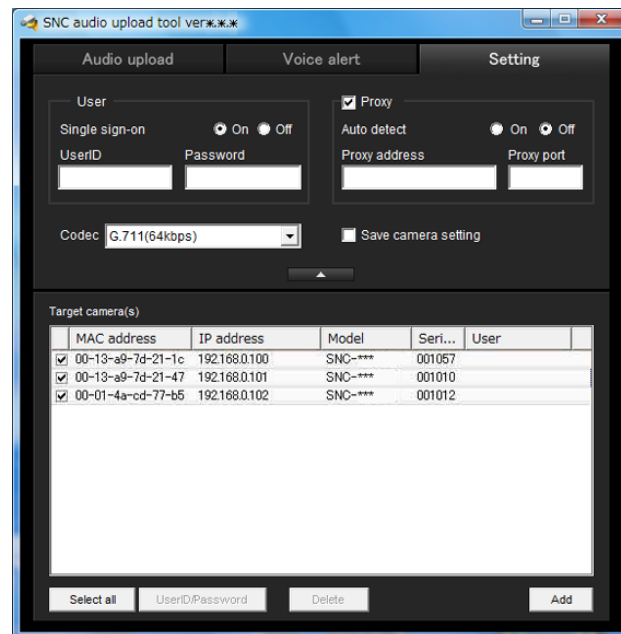 SNC audio upload tool ver*.*.*
Audio upload Voice alert Setting
User Proxy
Single sign-on On Off Auto detect On Off
UserID Password Proxy address Proxy port
Codec G.711(64kbps) Save camera setting
Target camera(s)
MAC address IP address Model Seri... User
00-13-a9-7d-21-1c 192.168.0.100 SNC-*** 001057
00-13-a9-7d-21-47 192.168.0.101 SNC-*** 001010
00-01-4a-cd-77-b5 192.168.0.102 SNC-*** 001012
Select all UserID/Password Delete Add